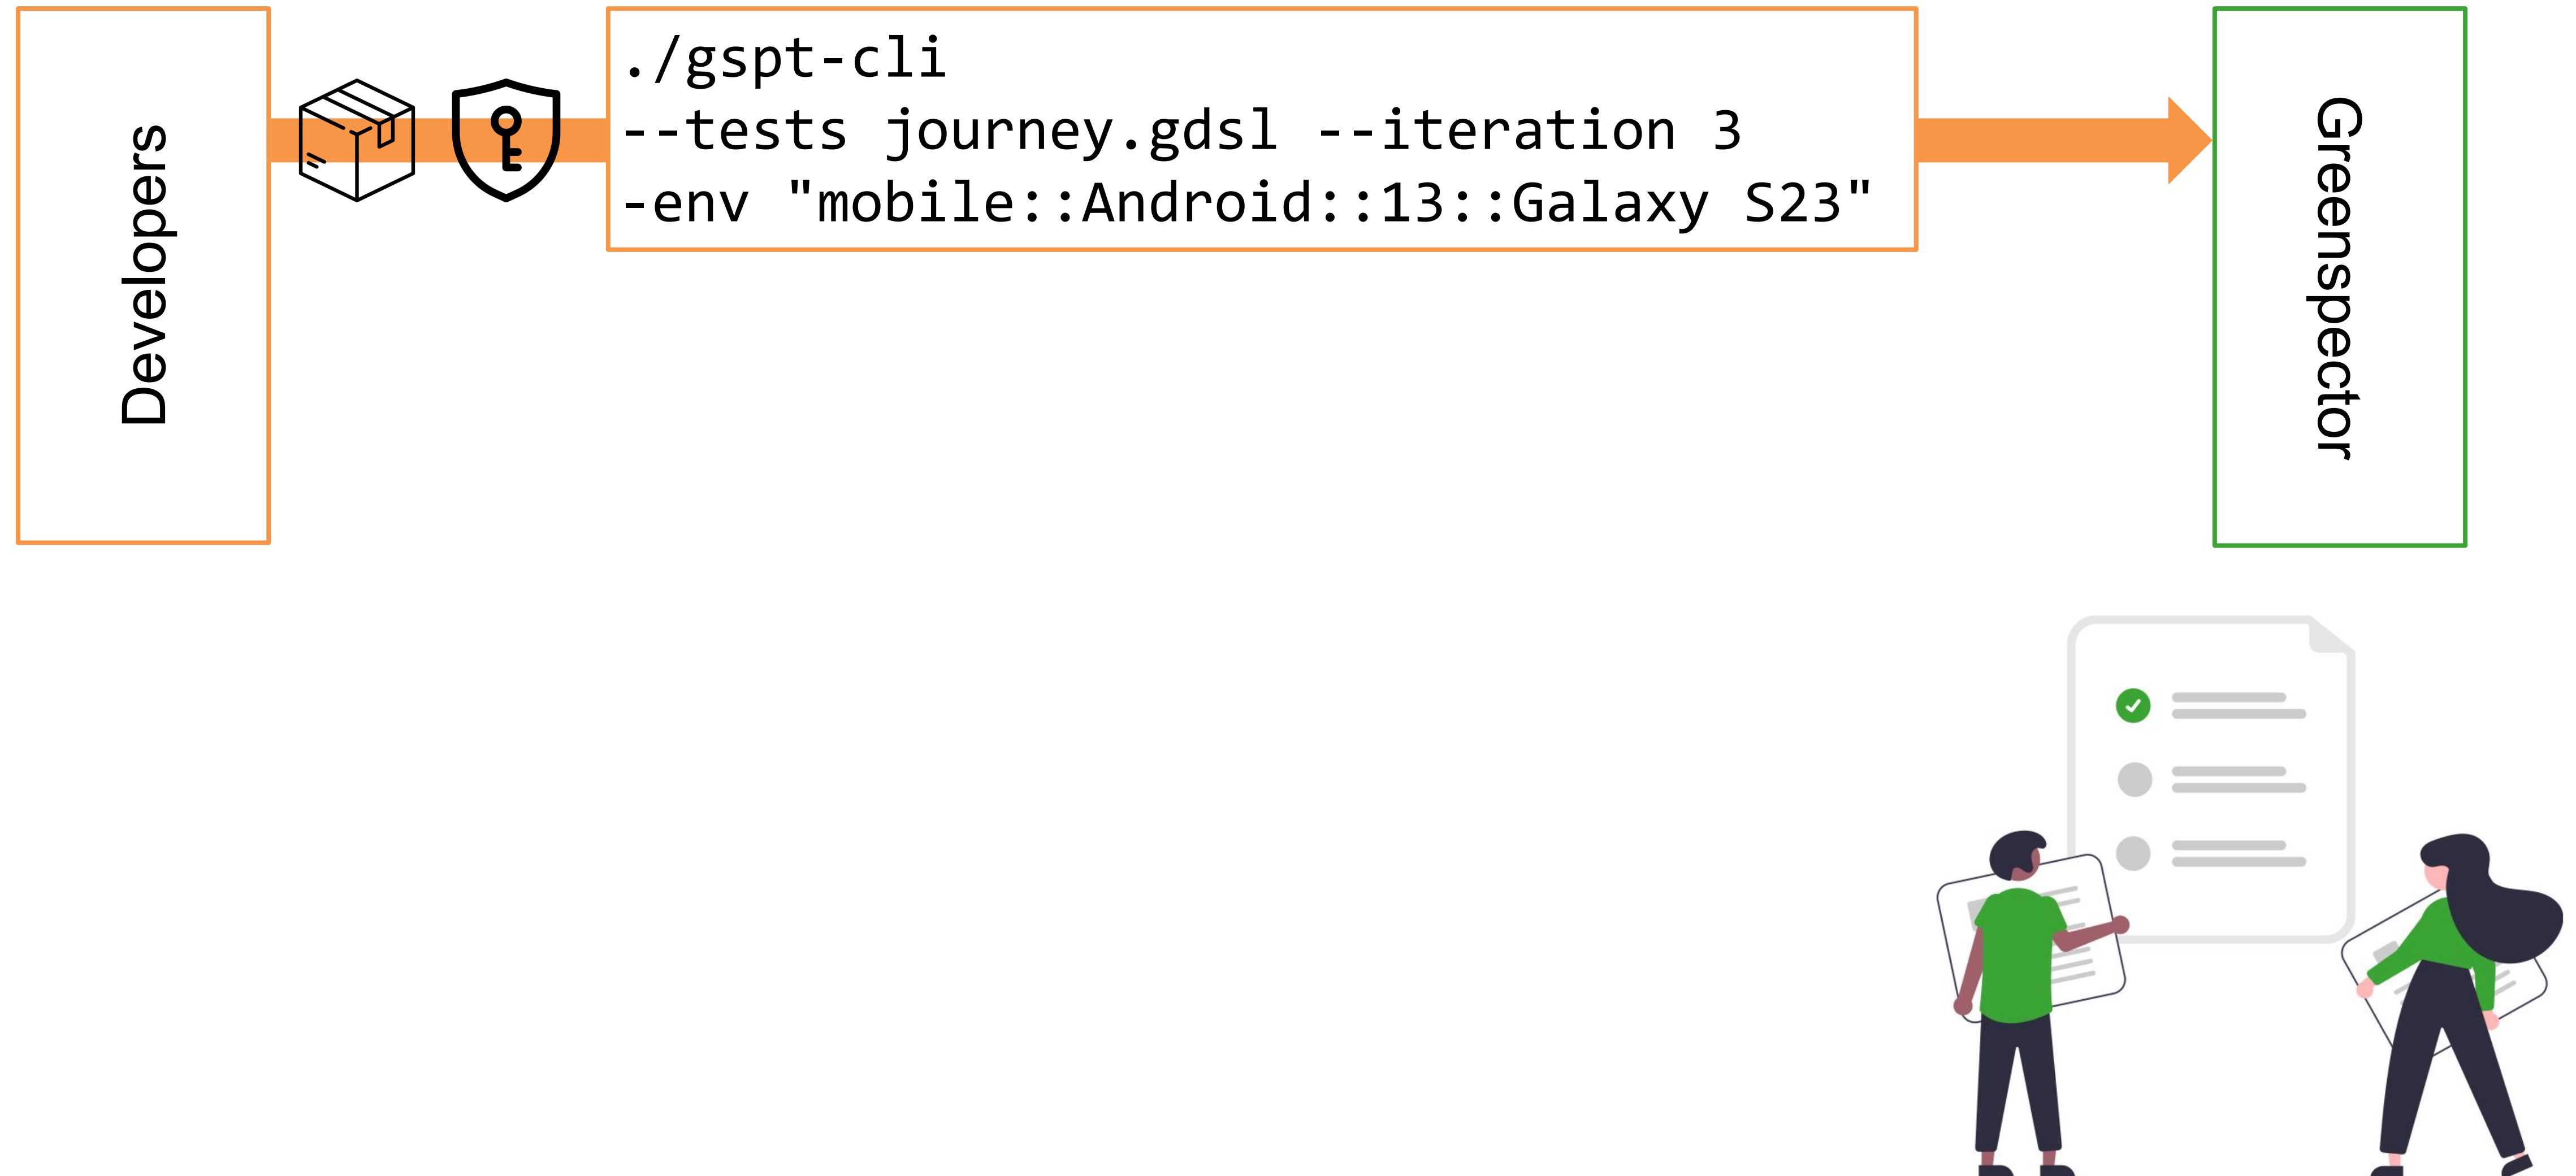 Developers
./gspt-cli
--tests journey.gdsl --iteration 3
-env "mobile::Android::13::Galaxy S23"
Greenspector